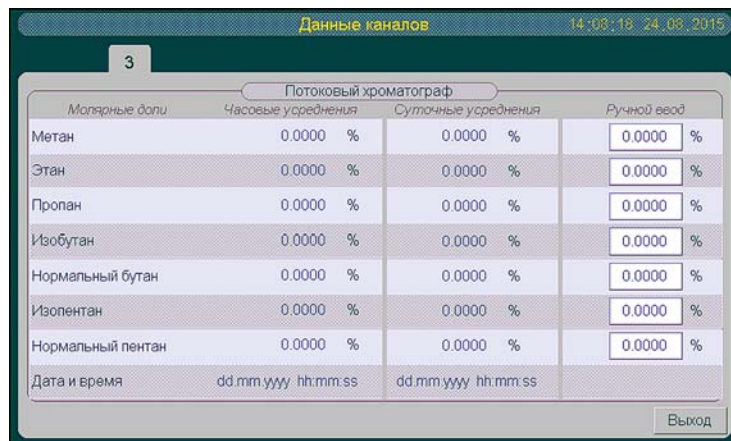 Данные каналов 14:08:18 24.08.2015
3
Потоковый хроматограф
Молярные доли Часовые усреднения Суточные усреднения Ручной ввод
Метан 0.0000 % 0.0000 % 0.0000 %
Этан 0.0000 % 0.0000 % 0.0000 %
Пропан 0.0000 % 0.0000 % 0.0000 %
Изобутан 0.0000 % 0.0000 % 0.0000 %
Нормальный бутан 0.0000 % 0.0000 % 0.0000 %
Изопентан 0.0000 % 0.0000 % 0.0000 %
Нормальный пентан 0.0000 % 0.0000 % 0.0000 %
Дата и время dd.mm.yyyy hh:mm:ss dd.mm.yyyy hh:mm:ss
Выход